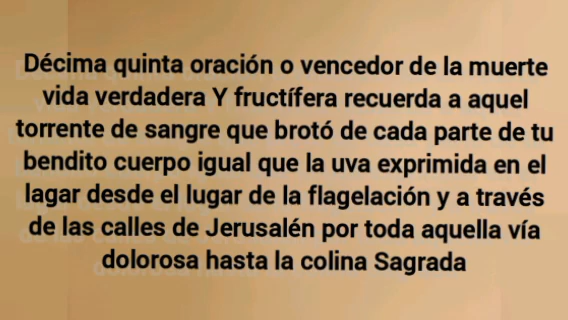 Décima quinta oración o vencedor de la muerte
vida verdadera Y fructífera recuerda a aquel
torrente de sangre que brotó de cada parte de tu
bendito cuerpo igual que la uva exprimida en el
lagar desde el lugar de la flagelación y a través
de las calles de Jerusalén por toda aquella vía
dolorosa hasta la colina Sagrada